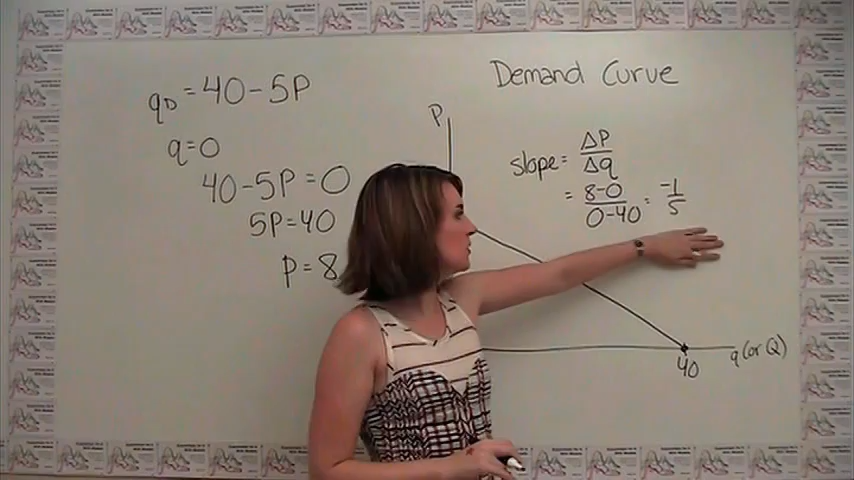 Demand Curve
qD = 40-5P
q=0
40-5P=0
5P=40
P=8
P
slope = ΔP/Δq
= 8-0/0-40 = -1/5
40
q (or Q)